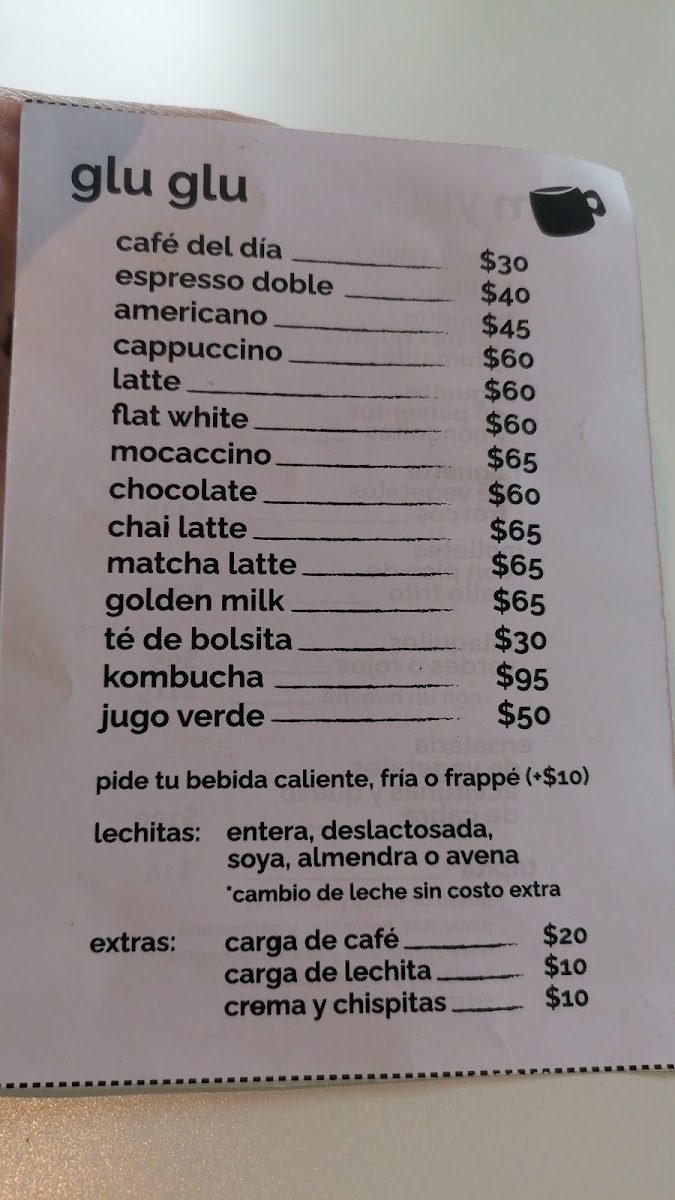 glu glu
café del día $30
espresso doble $40
americano $45
cappuccino $60
latte $60
flat white $60
mocaccino $65
chocolate $60
chai latte $65
matcha latte $65
golden milk $65
té de bolsita $30
kombucha $95
jugo verde $50
pide tu bebida caliente, fría o frappé (+$10)
lechitas: entera, deslactosada,
soya, almendra o avena
*cambio de leche sin costo extra
extras: carga de café $20
carga de lechita $10
crema y chispitas $10